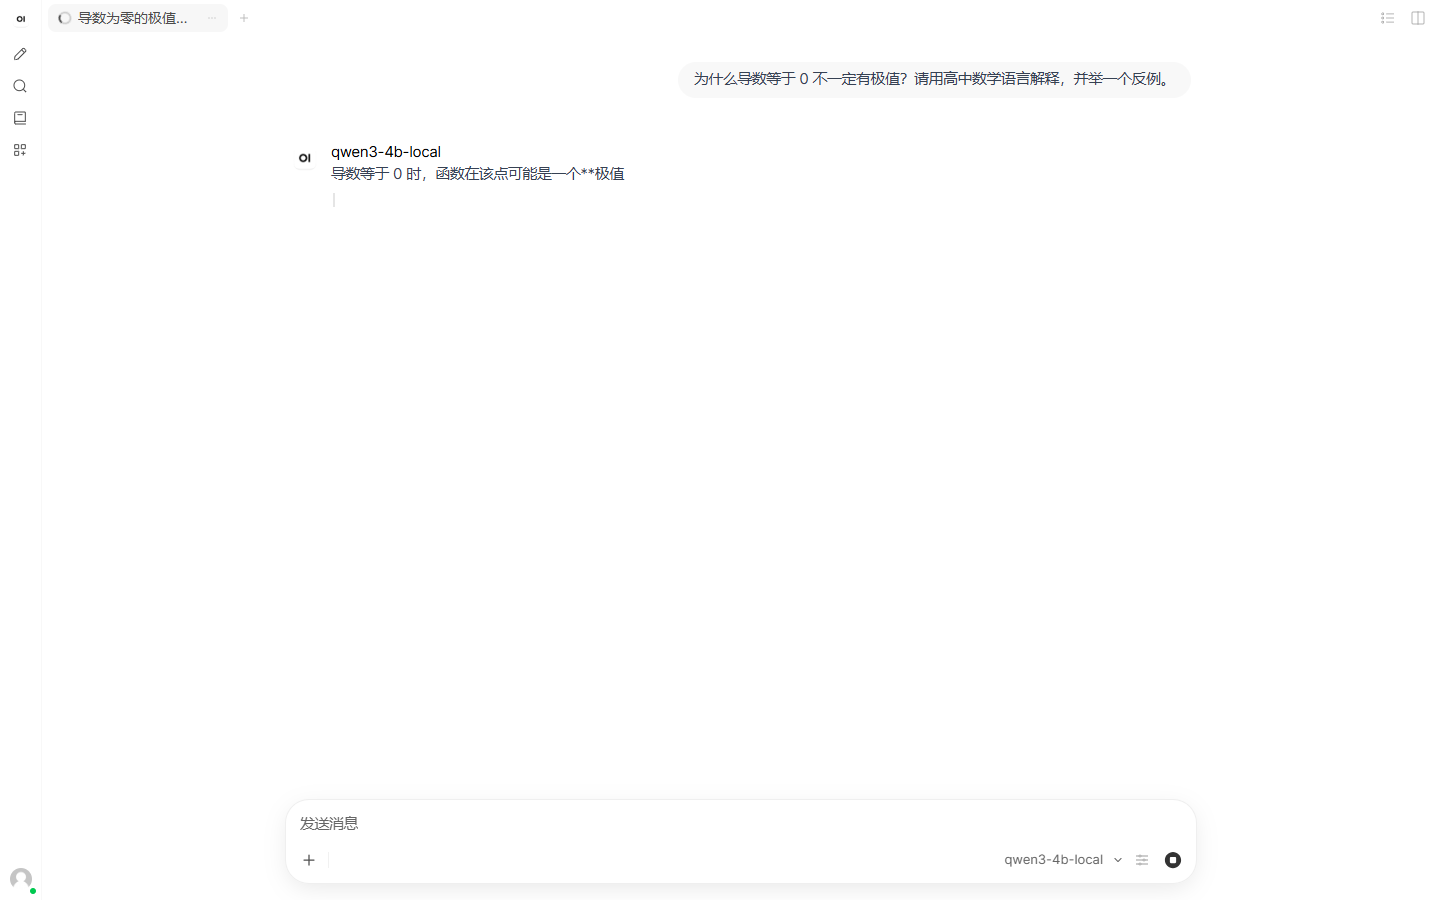 OI
导数为零的极值...
为什么导数等于 0 不一定有极值？请用高中数学语言解释，并举一个反例。
OI
qwen3-4b-local
导数等于 0 时，函数在该点可能是一个**极值
发送消息
qwen3-4b-local